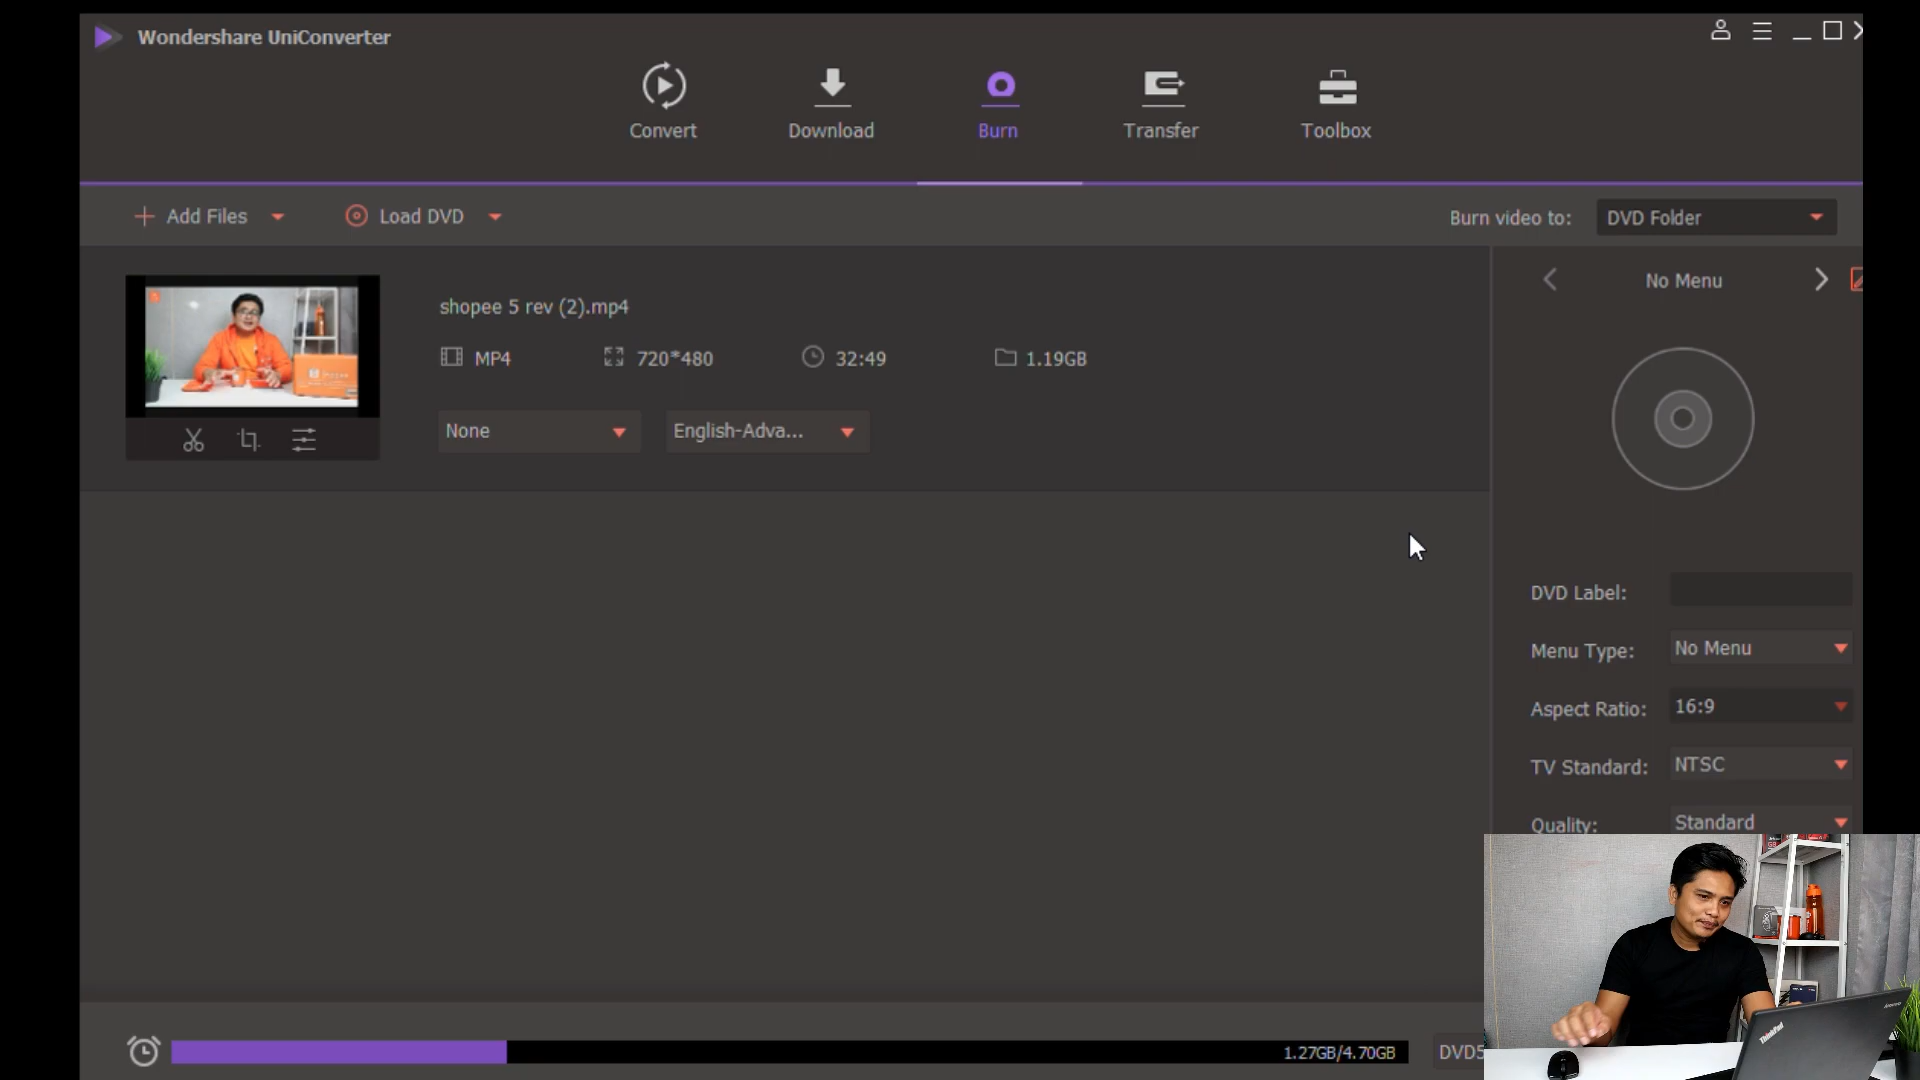 Wondershare UniConverter
Convert
Download
Burn
Transfer
Toolbox
Add Files
Load DVD
Burn video to:
DVD Folder
No Menu
shopee 5 rev (2).mp4
MP4
720*480
32:49
1.19GB
None
English-Adva...
DVD Label:
Menu Type:
No Menu
Aspect Ratio:
16:9
TV Standard:
NTSC
Quality:
Standard
1.27GB/4.70GB
DVD5
ThinkPad